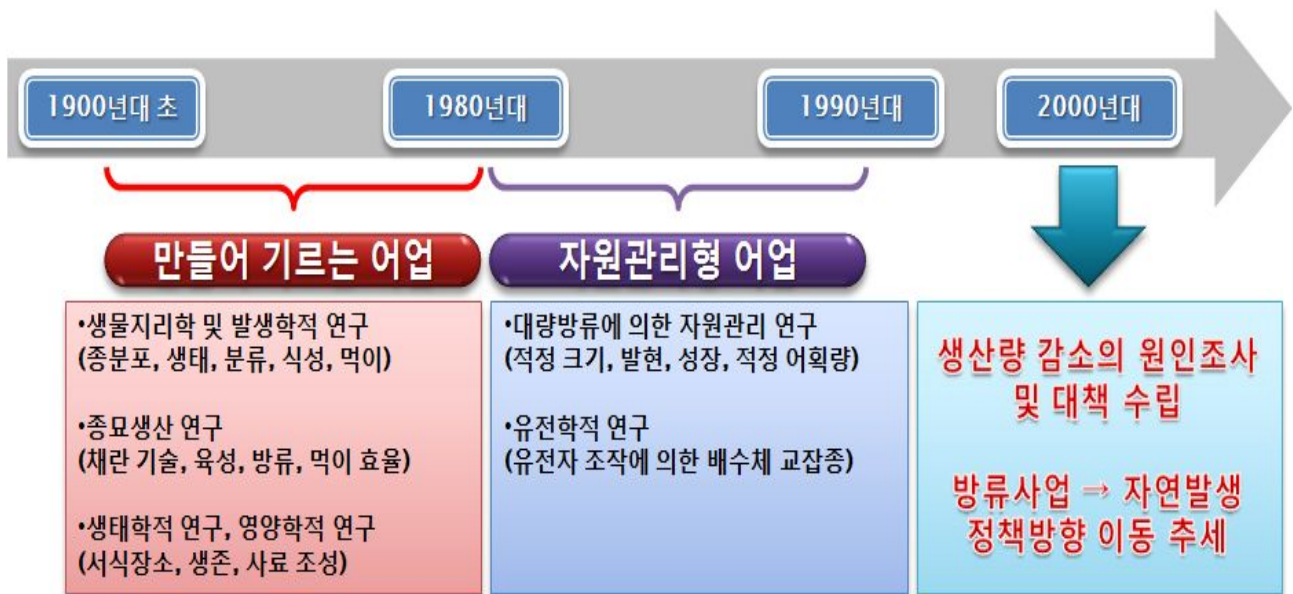 1900년대 초
1980년대
1990년대
2000년대
만들어 기르는 어업
•생물지리학 및 발생학적 연구
(종분포, 생태, 분류, 식성, 먹이)
•종묘생산 연구
(채란 기술, 육성, 방류, 먹이 효율)
•생태학적 연구, 영양학적 연구
(서식장소, 생존, 사료 조성)
자원관리형 어업
•대량방류에 의한 자원관리 연구
(적정 크기, 발현, 성장, 적정 어획량)
•유전학적 연구
(유전자 조작에 의한 배수체 교잡종)
생산량 감소의 원인조사
및 대책 수립
방류사업 → 자연발생
정책방향 이동 추세